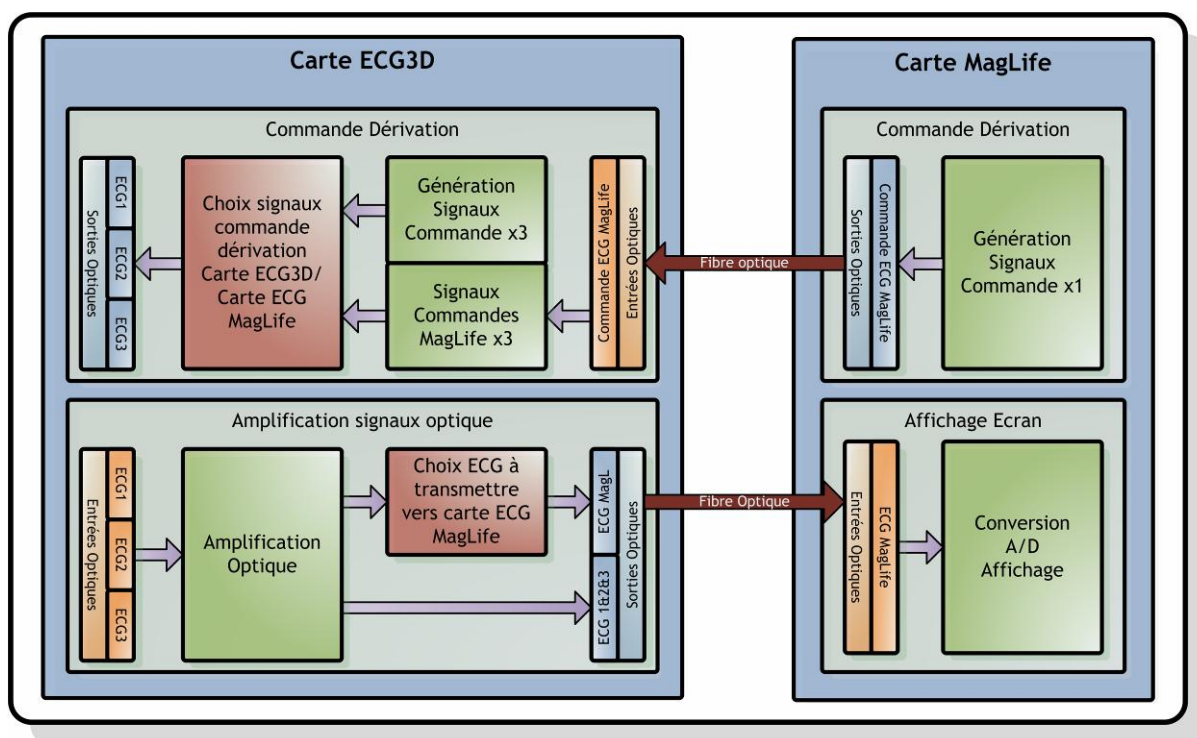 Carte ECG3D
Commande Dérivation
Sorties Optiques
ECG1
ECG2
ECG3
Choix signaux
commande
dérivation
Carte ECG3D/
Carte ECG
MagLife
Génération
Signaux
Commande x3
Signaux
Commandes
MagLife x3
Commande ECG MagLife
Entrées Optiques
Fibre optique
Amplification signaux optique
Entrées Optiques
ECG1
ECG2
ECG3
Amplification
Optique
Choix ECG à
transmettre
vers carte ECG
MagLife
ECG MagL
ECG 1&2&3
Sorties Optiques
Fibre Optique
Carte MagLife
Commande Dérivation
Sorties Optiques
Commande ECG MagLife
Génération
Signaux
Commande x1
Affichage Ecran
Entrées Optiques
ECG MagLife
Conversion
A/D
Affichage